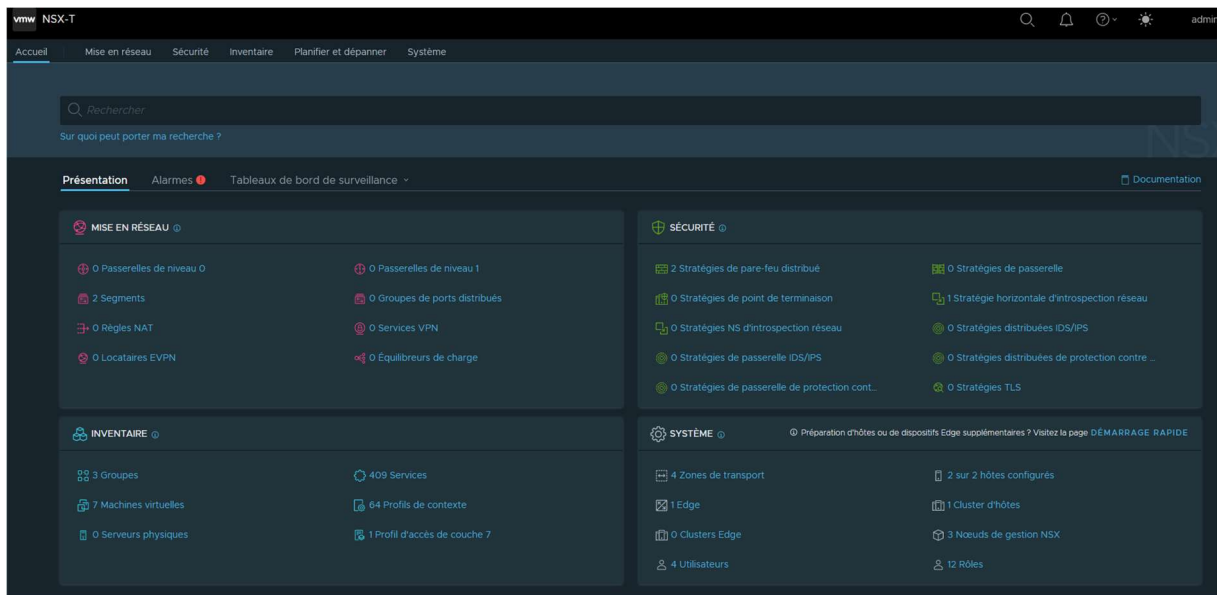 vmw NSX-T
admin
Accueil Mise en réseau Sécurité Inventaire Planifier et dépanner Système
Rechercher
Sur quoi peut porter ma recherche ?
NSX
Présentation Alarmes Tableaux de bord de surveillance Documentation
MISE EN RÉSEAU
0 Passerelles de niveau 0 0 Passerelles de niveau 1
2 Segments 0 Groupes de ports distribués
0 Règles NAT 0 Services VPN
0 Locataires EVPN 0 Équilibreurs de charge
SÉCURITÉ
2 Stratégies de pare-feu distribué 0 Stratégies de passerelle
0 Stratégies de point de terminaison 1 Stratégie horizontale d'introspection réseau
0 Stratégies NS d'introspection réseau 0 Stratégies distribuées IDS/IPS
0 Stratégies de passerelle IDS/IPS 0 Stratégies distribuées de protection contre ...
0 Stratégies de passerelle de protection cont... 0 Stratégies TLS
INVENTAIRE
3 Groupes 409 Services
7 Machines virtuelles 64 Profils de contexte
0 Serveurs physiques 1 Profil d'accès de couche 7
SYSTÈME Préparation d'hôtes ou de dispositifs Edge supplémentaires ? Visitez la page DÉMARRAGE RAPIDE
4 Zones de transport 2 sur 2 hôtes configurés
1 Edge 1 Cluster d'hôtes
0 Clusters Edge 3 Nœuds de gestion NSX
4 Utilisateurs 12 Rôles